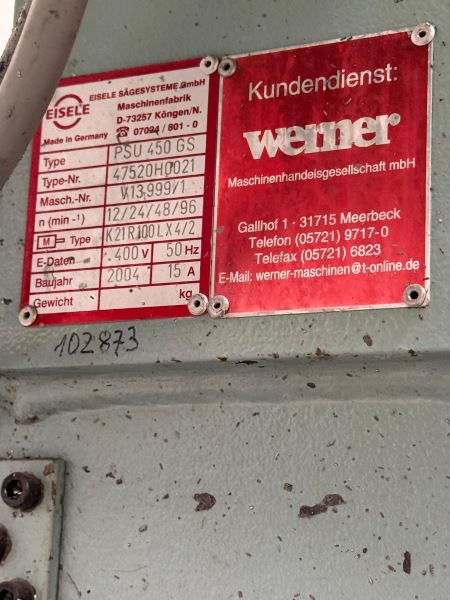 EISELE
EISELE SÄGESYSTEME GmbH
Maschinenfabrik
D-73257 Köngen/N.
Made in Germany ☎ 07024 / 801 - 0
Type PSU 450 GS
Type-Nr. 47520H0021
Masch.-Nr. V13999/1
n (min -1) 12/24/48/96
M Type K21R100LX4/2
E-Daten 400 V 50 Hz
Baujahr 2004 15 A
Gewicht kg
Kundendienst:
werner
Maschinenhandelsgesellschaft mbH
Gallhof 1 · 31715 Meerbeck
Telefon (05721) 9717-0
Telefax (05721) 6823
E-Mail: werner-maschinen@t-online.de
102873